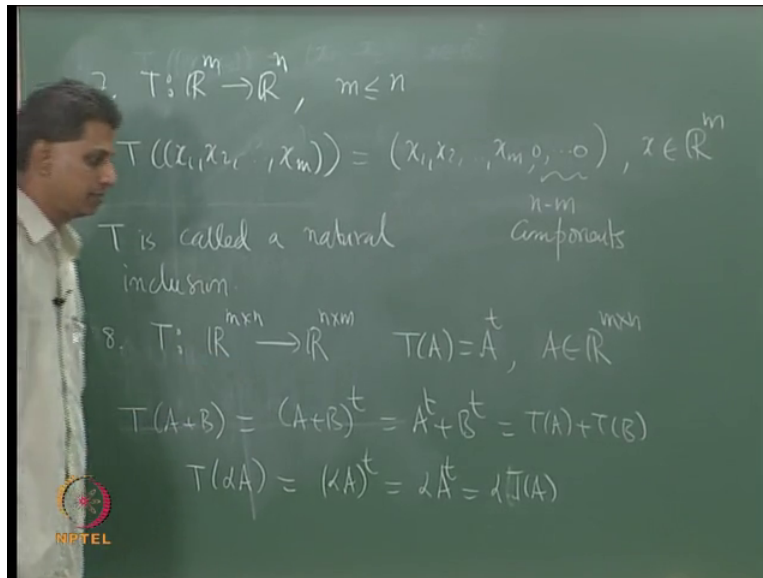 7. T: ℝ^m → ℝ^n, m ≤ n
T((x₁, x₂, .., x_m)) = (x₁, x₂, .., x_m, 0, ..0), x ∈ ℝ^m
n-m
T is called a natural components
inclusion.
8. T: ℝ^{m×n} → ℝ^{n×m} T(A) = A^t, A ∈ ℝ^{m×n}
T(A+B) = (A+B)^t = A^t + B^t = T(A) + T(B)
T(αA) = (αA)^t = αA^t = αT(A)
NPTEL